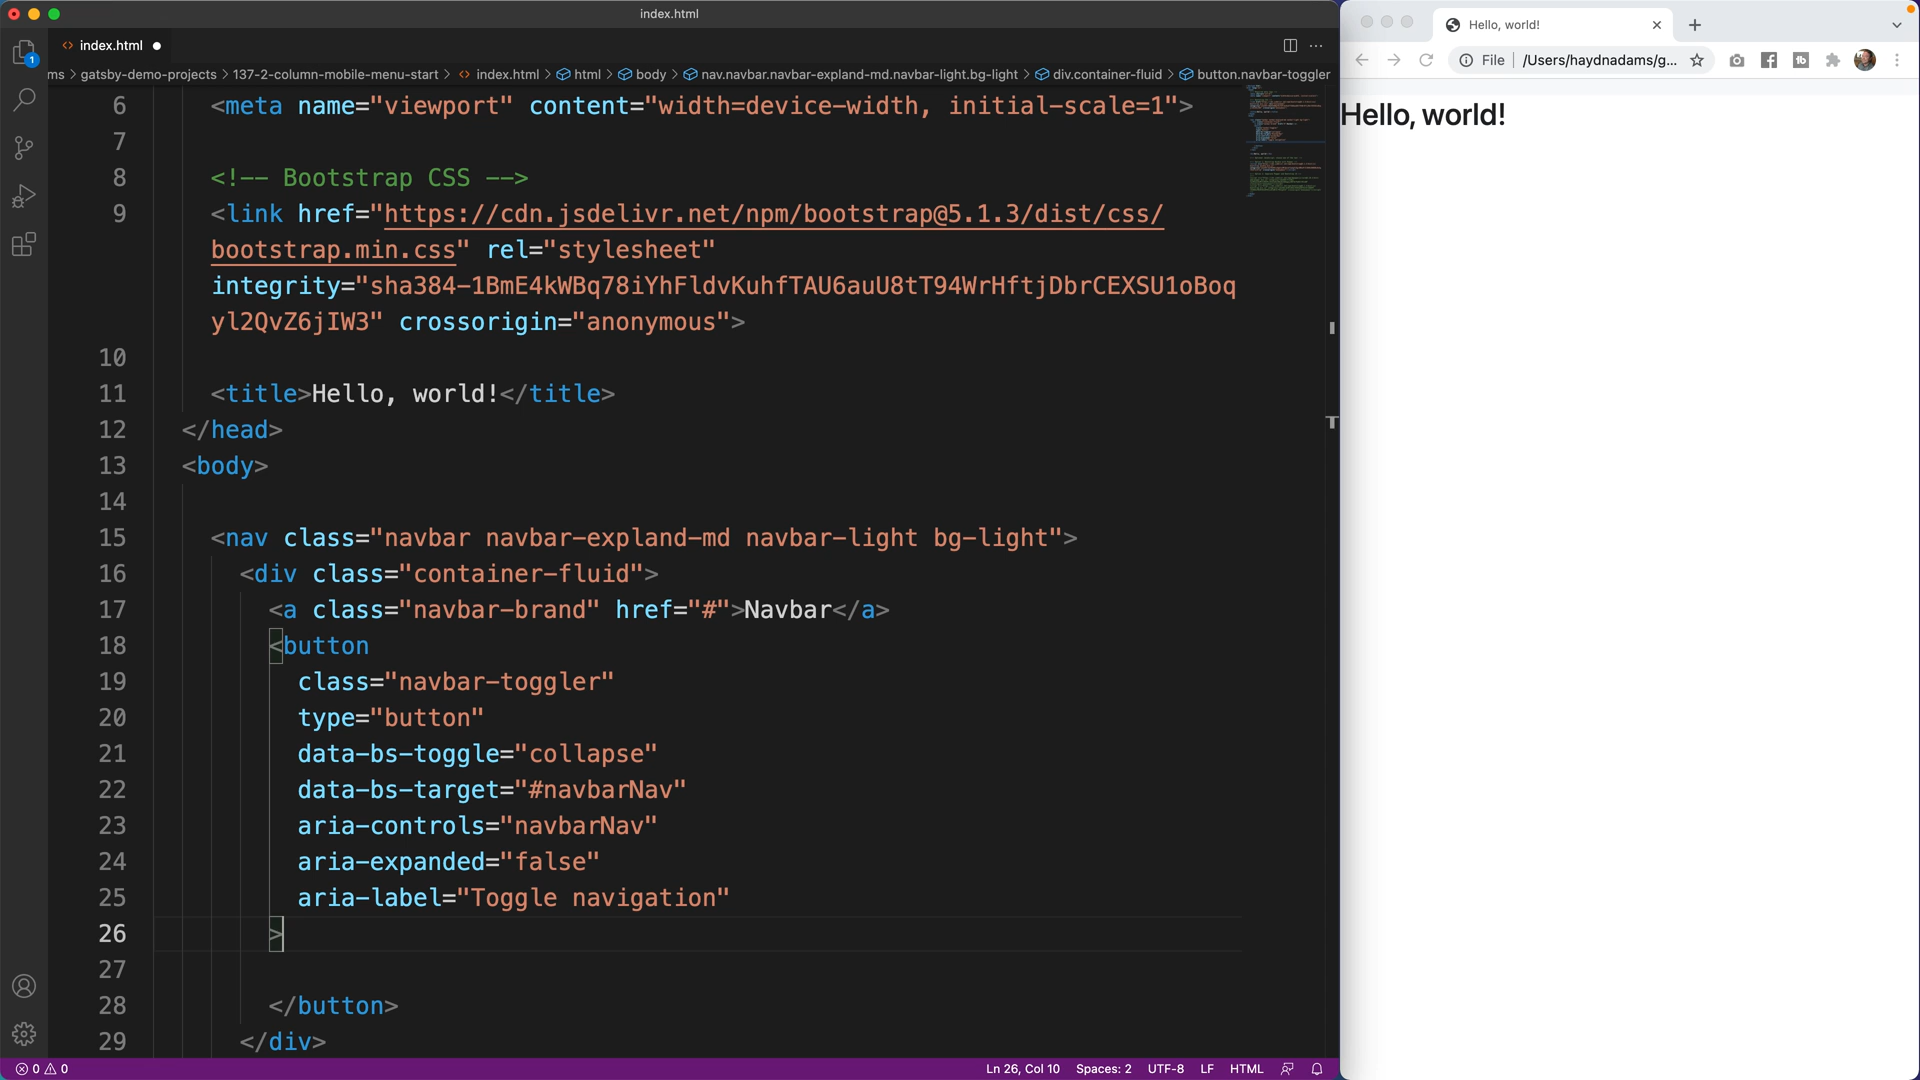 index.html
index.html
1
ms > gatsby-demo-projects > 137-2-column-mobile-menu-start > index.html > html > body > nav.navbar.navbar-expland-md.navbar-light.bg-light > div.container-fluid > button.navbar-toggler
6 <meta name="viewport" content="width=device-width, initial-scale=1">
7
8 <!-- Bootstrap CSS -->
9 <link href="https://cdn.jsdelivr.net/npm/bootstrap@5.1.3/dist/css/
bootstrap.min.css" rel="stylesheet"
integrity="sha384-1BmE4kWBq78iYhFldvKuhfTAU6auU8tT94WrHftjDbrCEXSU1oBoq
yl2QvZ6jIW3" crossorigin="anonymous">
10
11 <title>Hello, world!</title>
12 </head>
13 <body>
14
15 <nav class="navbar navbar-expland-md navbar-light bg-light">
16 <div class="container-fluid">
17 <a class="navbar-brand" href="#">Navbar</a>
18 <button
19 class="navbar-toggler"
20 type="button"
21 data-bs-toggle="collapse"
22 data-bs-target="#navbarNav"
23 aria-controls="navbarNav"
24 aria-expanded="false"
25 aria-label="Toggle navigation"
26 >
27
28 </button>
29 </div>
0 0
Ln 26, Col 10 Spaces: 2 UTF-8 LF HTML
Hello, world!
File | /Users/haydnadams/g...
Hello, world!